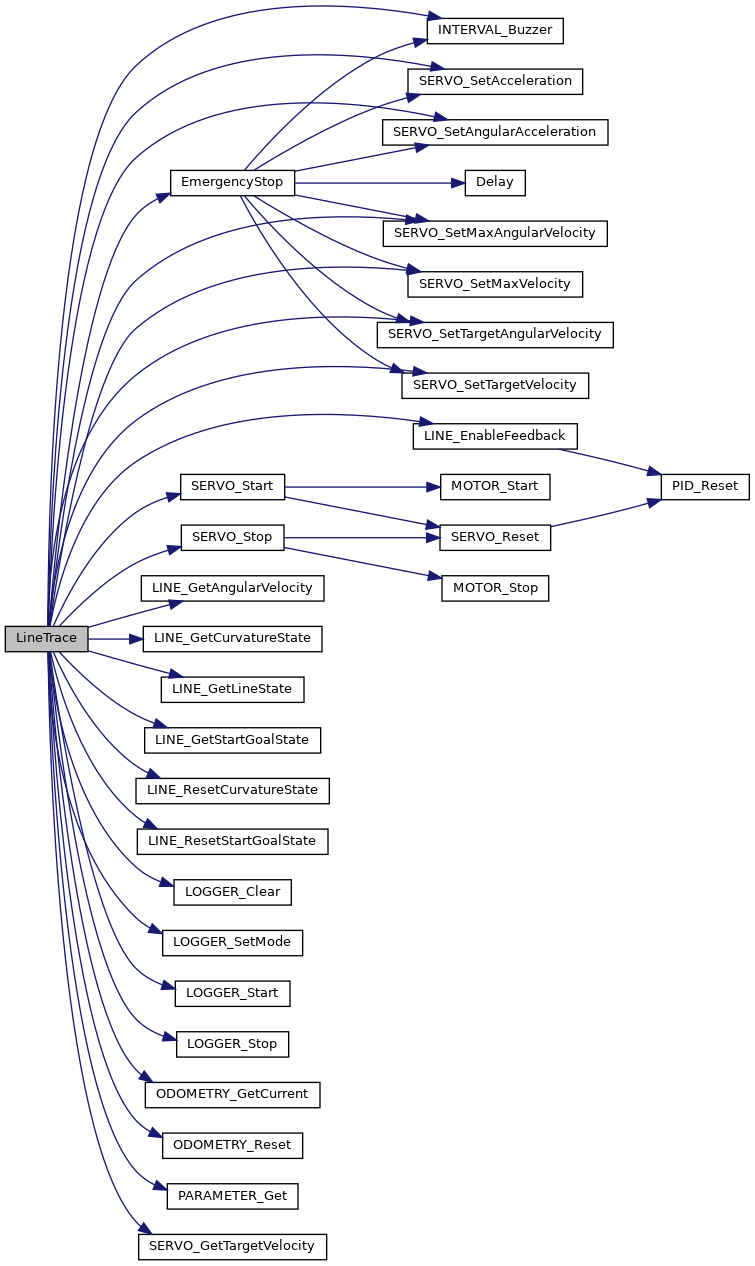 INTERVAL_Buzzer
SERVO_SetAcceleration
SERVO_SetAngularAcceleration
EmergencyStop
Delay
SERVO_SetMaxAngularVelocity
SERVO_SetMaxVelocity
SERVO_SetTargetAngularVelocity
SERVO_SetTargetVelocity
LINE_EnableFeedback
SERVO_Start
MOTOR_Start
PID_Reset
SERVO_Stop
SERVO_Reset
LINE_GetAngularVelocity
MOTOR_Stop
LineTrace
LINE_GetCurvatureState
LINE_GetLineState
LINE_GetStartGoalState
LINE_ResetCurvatureState
LINE_ResetStartGoalState
LOGGER_Clear
LOGGER_SetMode
LOGGER_Start
LOGGER_Stop
ODOMETRY_GetCurrent
ODOMETRY_Reset
PARAMETER_Get
SERVO_GetTargetVelocity